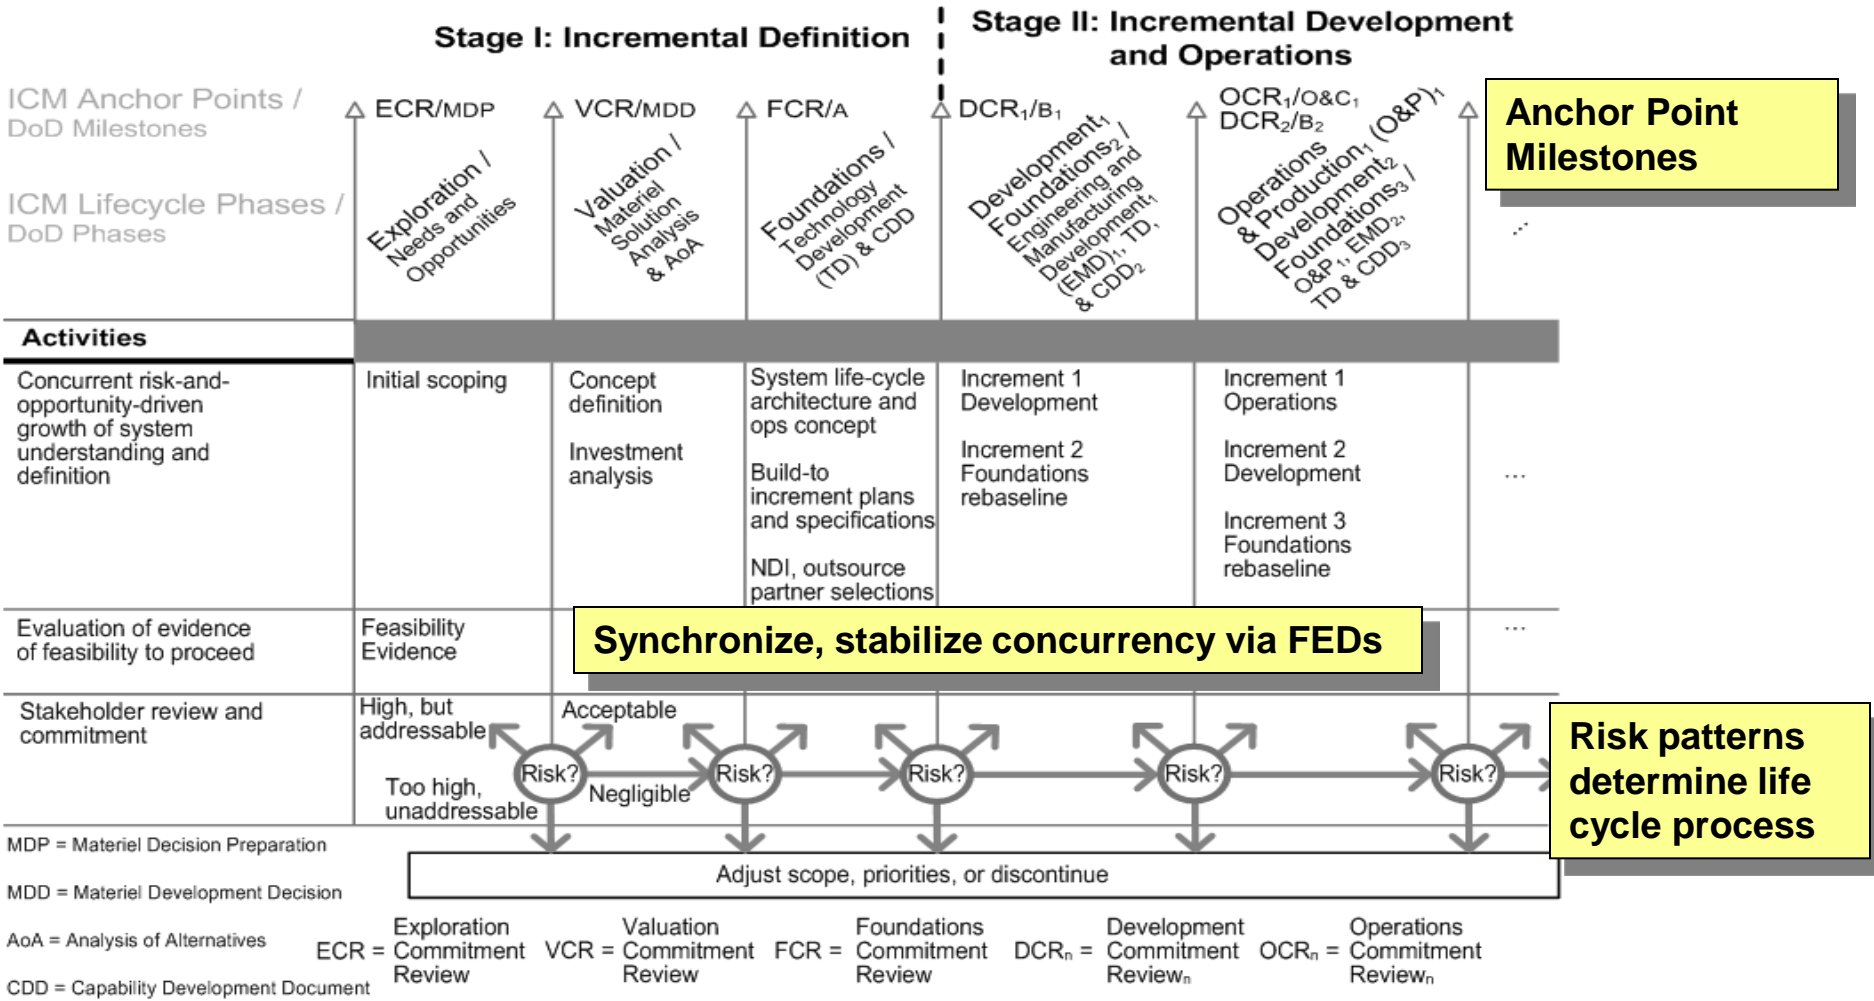 Stage I: Incremental Definition
Stage II: Incremental Development
and Operations
ICM Anchor Points /
DoD Milestones
ECR/MDP
VCR/MDD
FCR/A
DCR₁/B₁
OCR₁/O&C₁
DCR₂/B₂
Anchor Point
Milestones
ICM Lifecycle Phases /
DoD Phases
Exploration /
Needs and
Opportunities
Valuation /
Materiel
Solution
Analysis
& AoA
Foundations /
Technology
Development
(TD) & CDD
Development₁
Foundations₂ /
Engineering and
Manufacturing
Development₁
(EMD)₁, TD,
& CDD₂
Operations
& Production₁ (O&P)₁
Development₂
Foundations₃ /
O&P₁, EMD₂,
TD & CDD₃
...
Activities
Concurrent risk-and-
opportunity-driven
growth of system
understanding and
definition
Initial scoping
Concept
definition
Investment
analysis
System life-cycle
architecture and
ops concept
Build-to
increment plans
and specifications
NDI, outsource
partner selections
Increment 1
Development
Increment 2
Foundations
rebaseline
Increment 1
Operations
Increment 2
Development
Increment 3
Foundations
rebaseline
...
Evaluation of evidence
of feasibility to proceed
Feasibility
Evidence
Synchronize, stabilize concurrency via FEDs
...
Stakeholder review and
commitment
High, but
addressable
Acceptable
Too high,
unaddressable
Negligible
Risk?
Risk?
Risk?
Risk?
Risk?
Risk patterns
determine life
cycle process
Adjust scope, priorities, or discontinue
MDP = Materiel Decision Preparation
MDD = Materiel Development Decision
AoA = Analysis of Alternatives
CDD = Capability Development Document
ECR = Exploration
Commitment
Review
VCR = Valuation
Commitment
Review
FCR = Foundations
Commitment
Review
DCRₙ = Development
Commitment
Reviewₙ
OCRₙ = Operations
Commitment
Reviewₙ